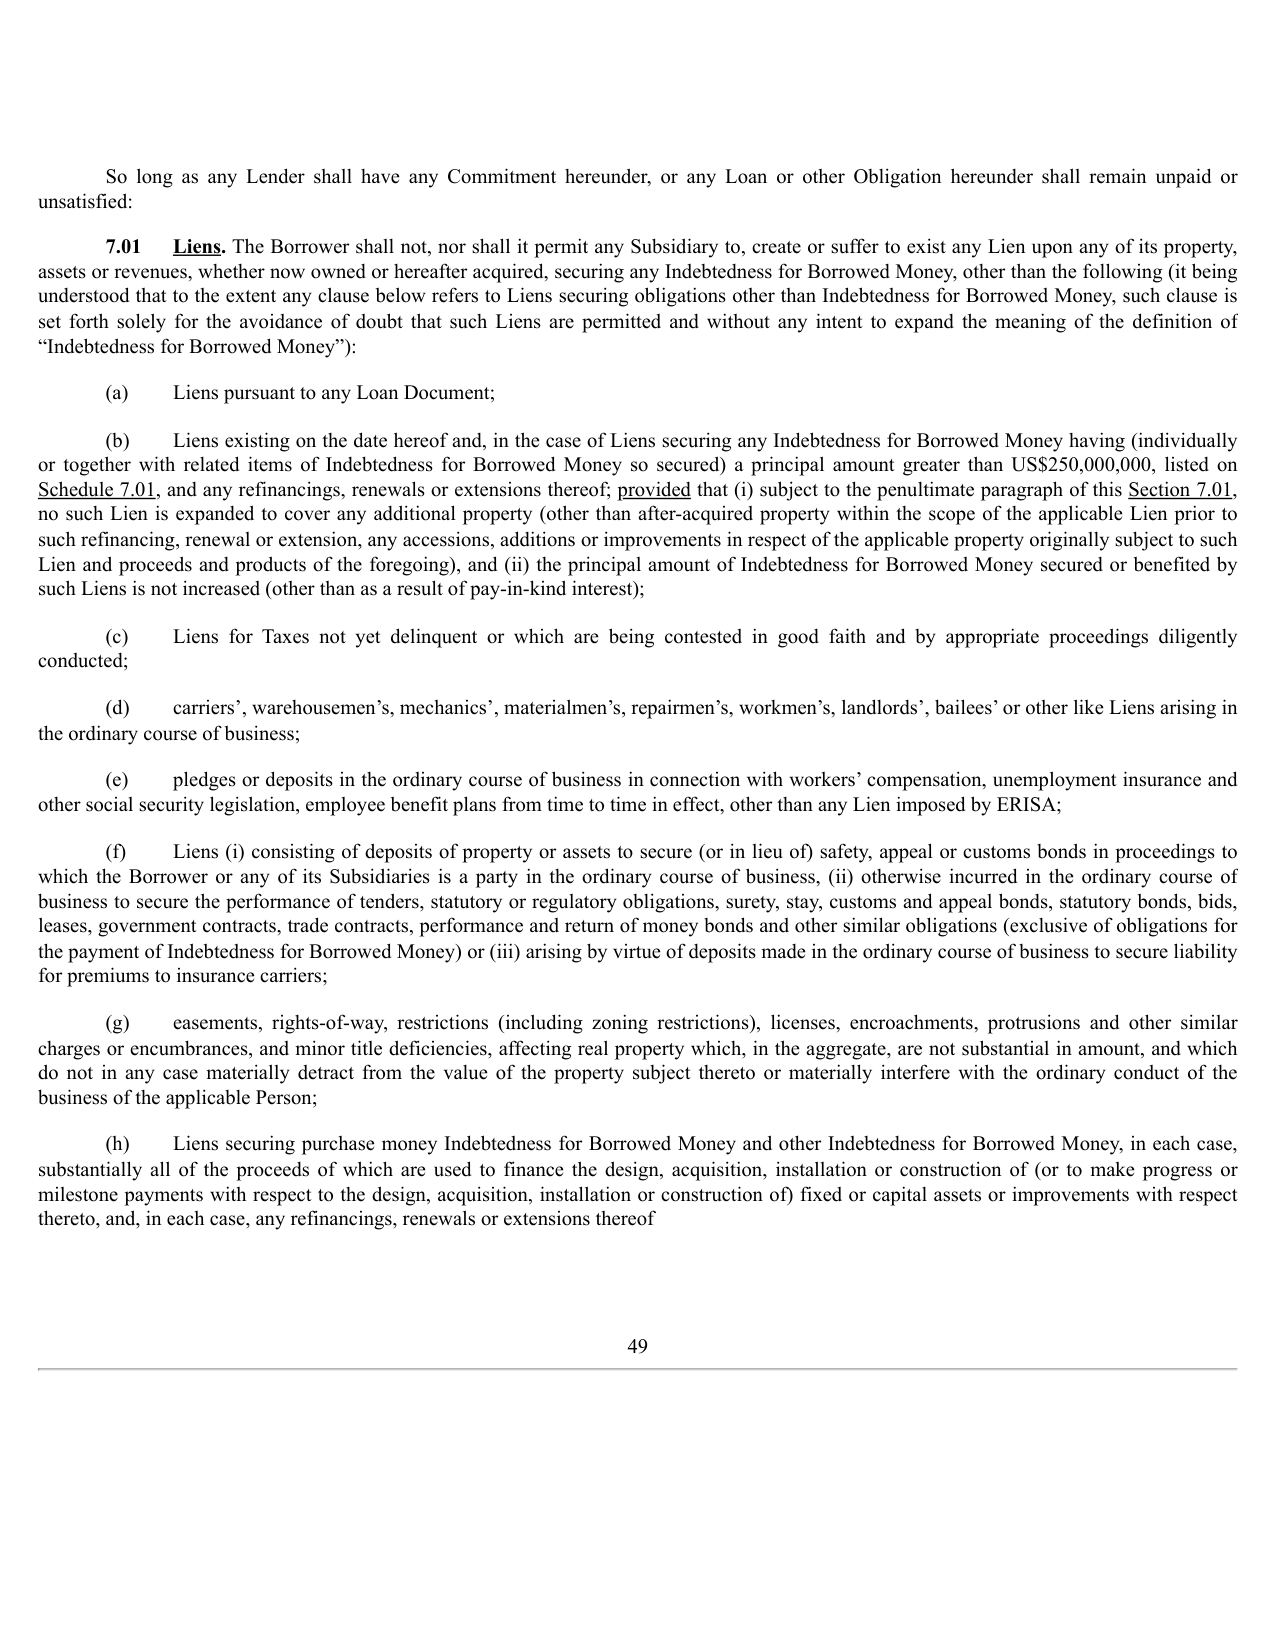 So long as any Lender shall have any Commitment hereunder, or any Loan or other Obligation hereunder shall remain unpaid or
unsatisfied:
7.01 Liens. The Borrower shall not, nor shall it permit any Subsidiary to, create or suffer to exist any Lien upon any of its property,
assets or revenues, whether now owned or hereafter acquired, securing any Indebtedness for Borrowed Money, other than the following (it being
understood that to the extent any clause below refers to Liens securing obligations other than Indebtedness for Borrowed Money, such clause is
set forth solely for the avoidance of doubt that such Liens are permitted and without any intent to expand the meaning of the definition of
“Indebtedness for Borrowed Money”):
(a) Liens pursuant to any Loan Document;
(b) Liens existing on the date hereof and, in the case of Liens securing any Indebtedness for Borrowed Money having (individually
or together with related items of Indebtedness for Borrowed Money so secured) a principal amount greater than US$250,000,000, listed on
Schedule 7.01, and any refinancings, renewals or extensions thereof; provided that (i) subject to the penultimate paragraph of this Section 7.01,
no such Lien is expanded to cover any additional property (other than after-acquired property within the scope of the applicable Lien prior to
such refinancing, renewal or extension, any accessions, additions or improvements in respect of the applicable property originally subject to such
Lien and proceeds and products of the foregoing), and (ii) the principal amount of Indebtedness for Borrowed Money secured or benefited by
such Liens is not increased (other than as a result of pay-in-kind interest);
(c) Liens for Taxes not yet delinquent or which are being contested in good faith and by appropriate proceedings diligently
conducted;
(d) carriers’, warehousemen’s, mechanics’, materialmen’s, repairmen’s, workmen’s, landlords’, bailees’ or other like Liens arising in
the ordinary course of business;
(e) pledges or deposits in the ordinary course of business in connection with workers’ compensation, unemployment insurance and
other social security legislation, employee benefit plans from time to time in effect, other than any Lien imposed by ERISA;
(f) Liens (i) consisting of deposits of property or assets to secure (or in lieu of) safety, appeal or customs bonds in proceedings to
which the Borrower or any of its Subsidiaries is a party in the ordinary course of business, (ii) otherwise incurred in the ordinary course of
business to secure the performance of tenders, statutory or regulatory obligations, surety, stay, customs and appeal bonds, statutory bonds, bids,
leases, government contracts, trade contracts, performance and return of money bonds and other similar obligations (exclusive of obligations for
the payment of Indebtedness for Borrowed Money) or (iii) arising by virtue of deposits made in the ordinary course of business to secure liability
for premiums to insurance carriers;
(g) easements, rights-of-way, restrictions (including zoning restrictions), licenses, encroachments, protrusions and other similar
charges or encumbrances, and minor title deficiencies, affecting real property which, in the aggregate, are not substantial in amount, and which
do not in any case materially detract from the value of the property subject thereto or materially interfere with the ordinary conduct of the
business of the applicable Person;
(h) Liens securing purchase money Indebtedness for Borrowed Money and other Indebtedness for Borrowed Money, in each case,
substantially all of the proceeds of which are used to finance the design, acquisition, installation or construction of (or to make progress or
milestone payments with respect to the design, acquisition, installation or construction of) fixed or capital assets or improvements with respect
thereto, and, in each case, any refinancings, renewals or extensions thereof
49